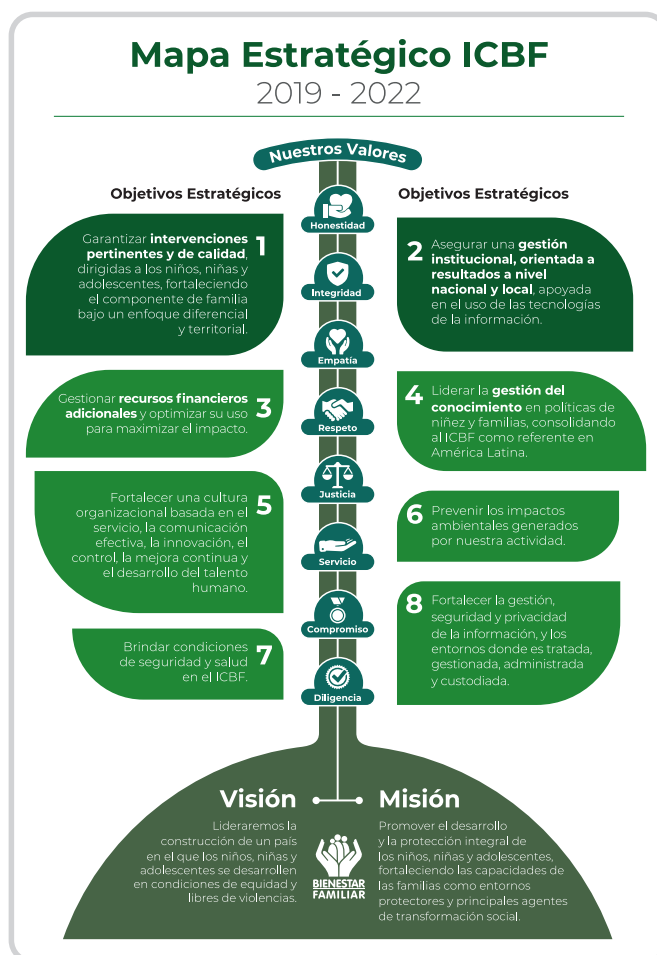 Mapa Estratégico ICBF
2019 - 2022
Nuestros Valores
Objetivos Estratégicos
Objetivos Estratégicos
Honestidad
Integridad
Empatía
Respeto
Justicia
Servicio
Compromiso
Diligencia
1
Garantizar intervenciones
pertinentes y de calidad,
dirigidas a los niños, niñas y
adolescentes, fortaleciendo
el componente de familia
bajo un enfoque diferencial
y territorial.
2
Asegurar una gestión
institucional, orientada a
resultados a nivel
nacional y local, apoyada
en el uso de las tecnologías
de la información.
3
Gestionar recursos financieros
adicionales y optimizar su uso
para maximizar el impacto.
4
Liderar la gestión del
conocimiento en políticas de
niñez y familias, consolidando
al ICBF como referente en
América Latina.
5
Fortalecer una cultura
organizacional basada en el
servicio, la comunicación
efectiva, la innovación, el
control, la mejora continua y
el desarrollo del talento
humano.
6
Prevenir los impactos
ambientales generados
por nuestra actividad.
7
Brindar condiciones
de seguridad y salud
en el ICBF.
8
Fortalecer la gestión,
seguridad y privacidad
de la información, y los
entornos donde es tratada,
gestionada, administrada
y custodiada.
Visión
Lideraremos la
construcción de un país
en el que los niños, niñas y
adolescentes se desarrollen
en condiciones de equidad y
libres de violencias.
BIENESTAR
FAMILIAR
Misión
Promover el desarrollo
y la protección integral de
los niños, niñas y adolescentes,
fortaleciendo las capacidades de
las familias como entornos
protectores y principales agentes
de transformación social.